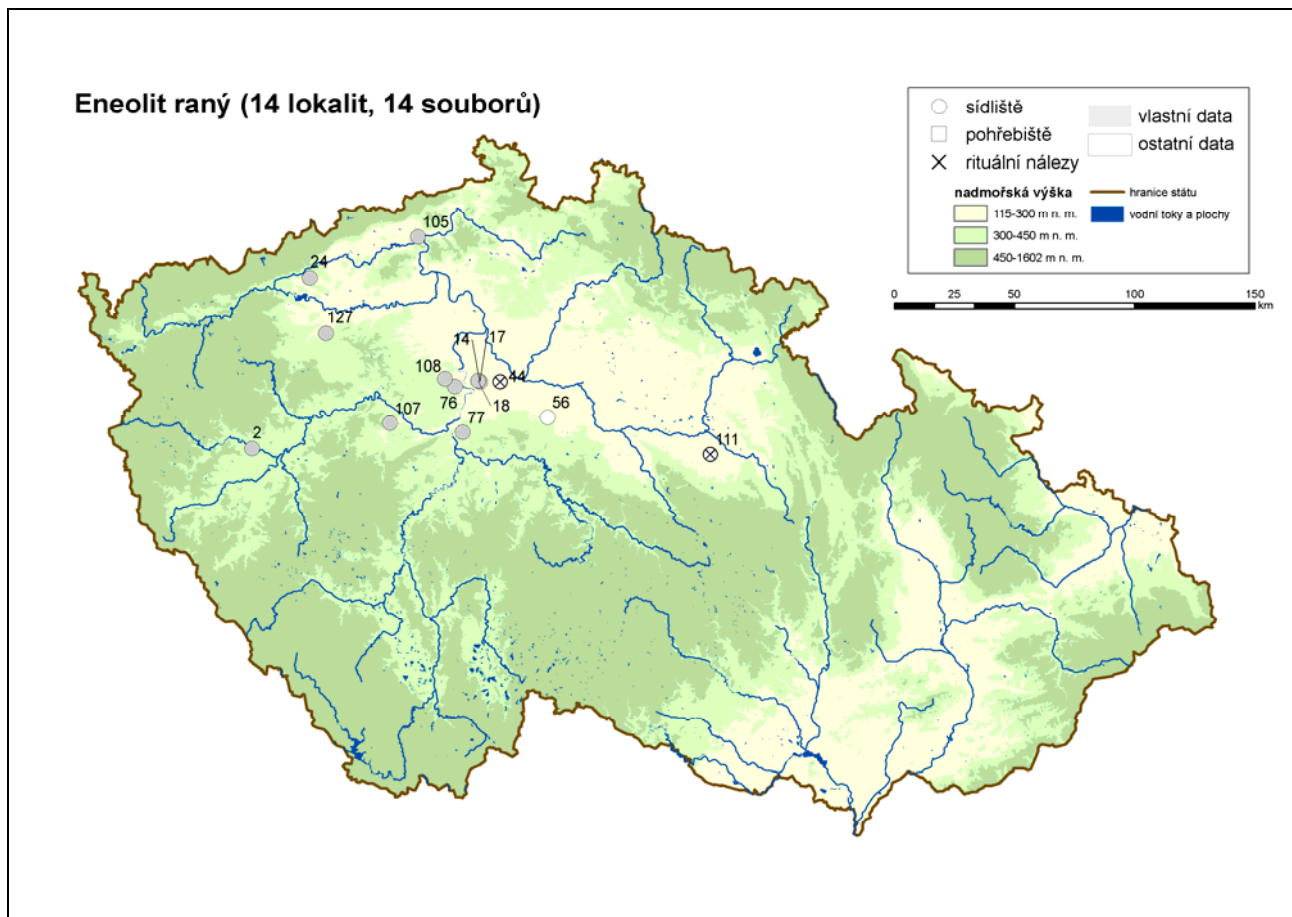 Eneolit raný (14 lokalit, 14 souborů)
sídliště
pohřebiště
rituální nálezy
vlastní data
ostatní data
nadmořská výška
115-300 m n. m.
300-450 m n. m.
450-1602 m n. m.
hranice státu
vodní toky a plochy
0 25 50 100 150
km
105
24
127
14 17
108 44
76 18 56
107 77
2 111